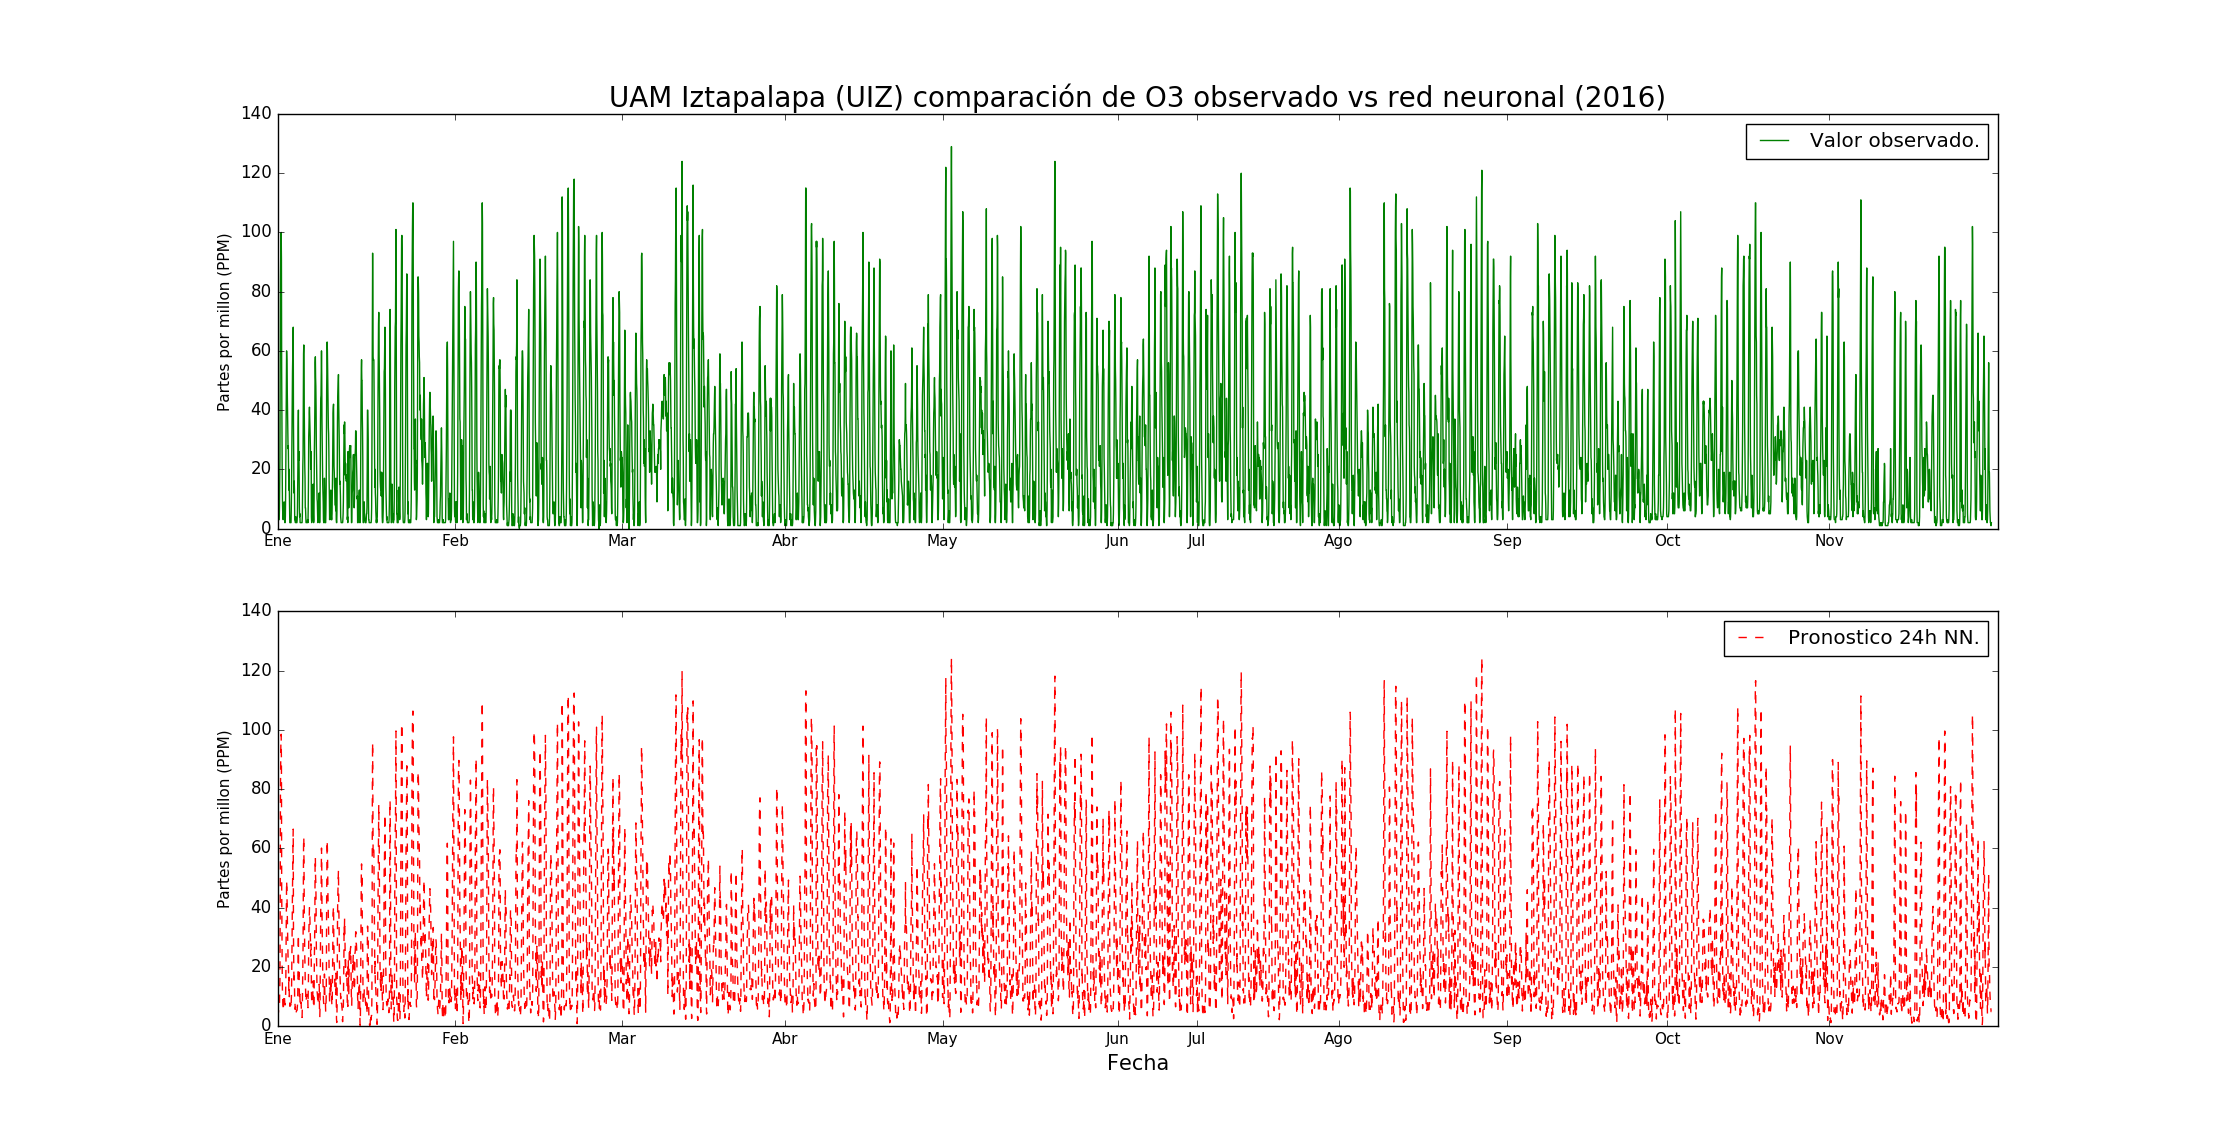 UAM Iztapalapa (UIZ) comparación de O3 observado vs red neuronal (2016)
140
120
100
80
60
40
20
0
Partes por millon (PPM)
Valor observado.
Ene Feb Mar Abr May Jun Jul Ago Sep Oct Nov
140
120
100
80
60
40
20
0
Partes por millon (PPM)
Pronostico 24h NN.
Ene Feb Mar Abr May Jun Jul Ago Sep Oct Nov
Fecha